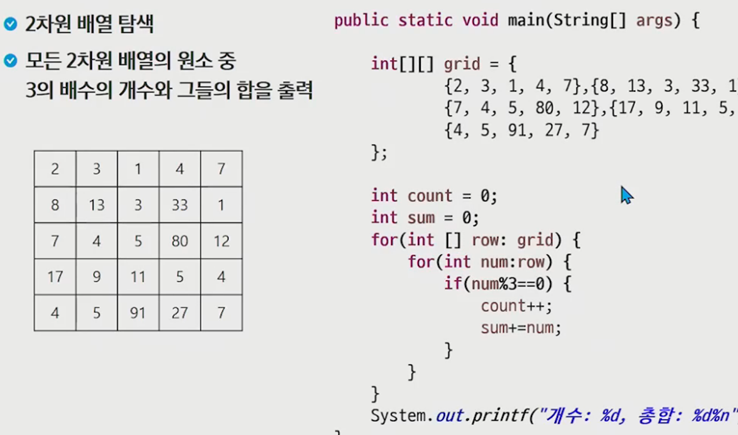 2차원 배열 탐색
모든 2차원 배열의 원소 중
3의 배수의 개수와 그들의 합을 출력
2 3 1 4 7
8 13 3 33 1
7 4 5 80 12
17 9 11 5 4
4 5 91 27 7
public static void main(String[] args) {
int[][] grid = {
{2, 3, 1, 4, 7},{8, 13, 3, 33, 1
{7, 4, 5, 80, 12},{17, 9, 11, 5,
{4, 5, 91, 27, 7}
};
int count = 0;
int sum = 0;
for(int [] row: grid) {
for(int num:row) {
if(num%3==0) {
count++;
sum+=num;
}
}
}
System.out.printf("개수: %d, 총합: %d%n"